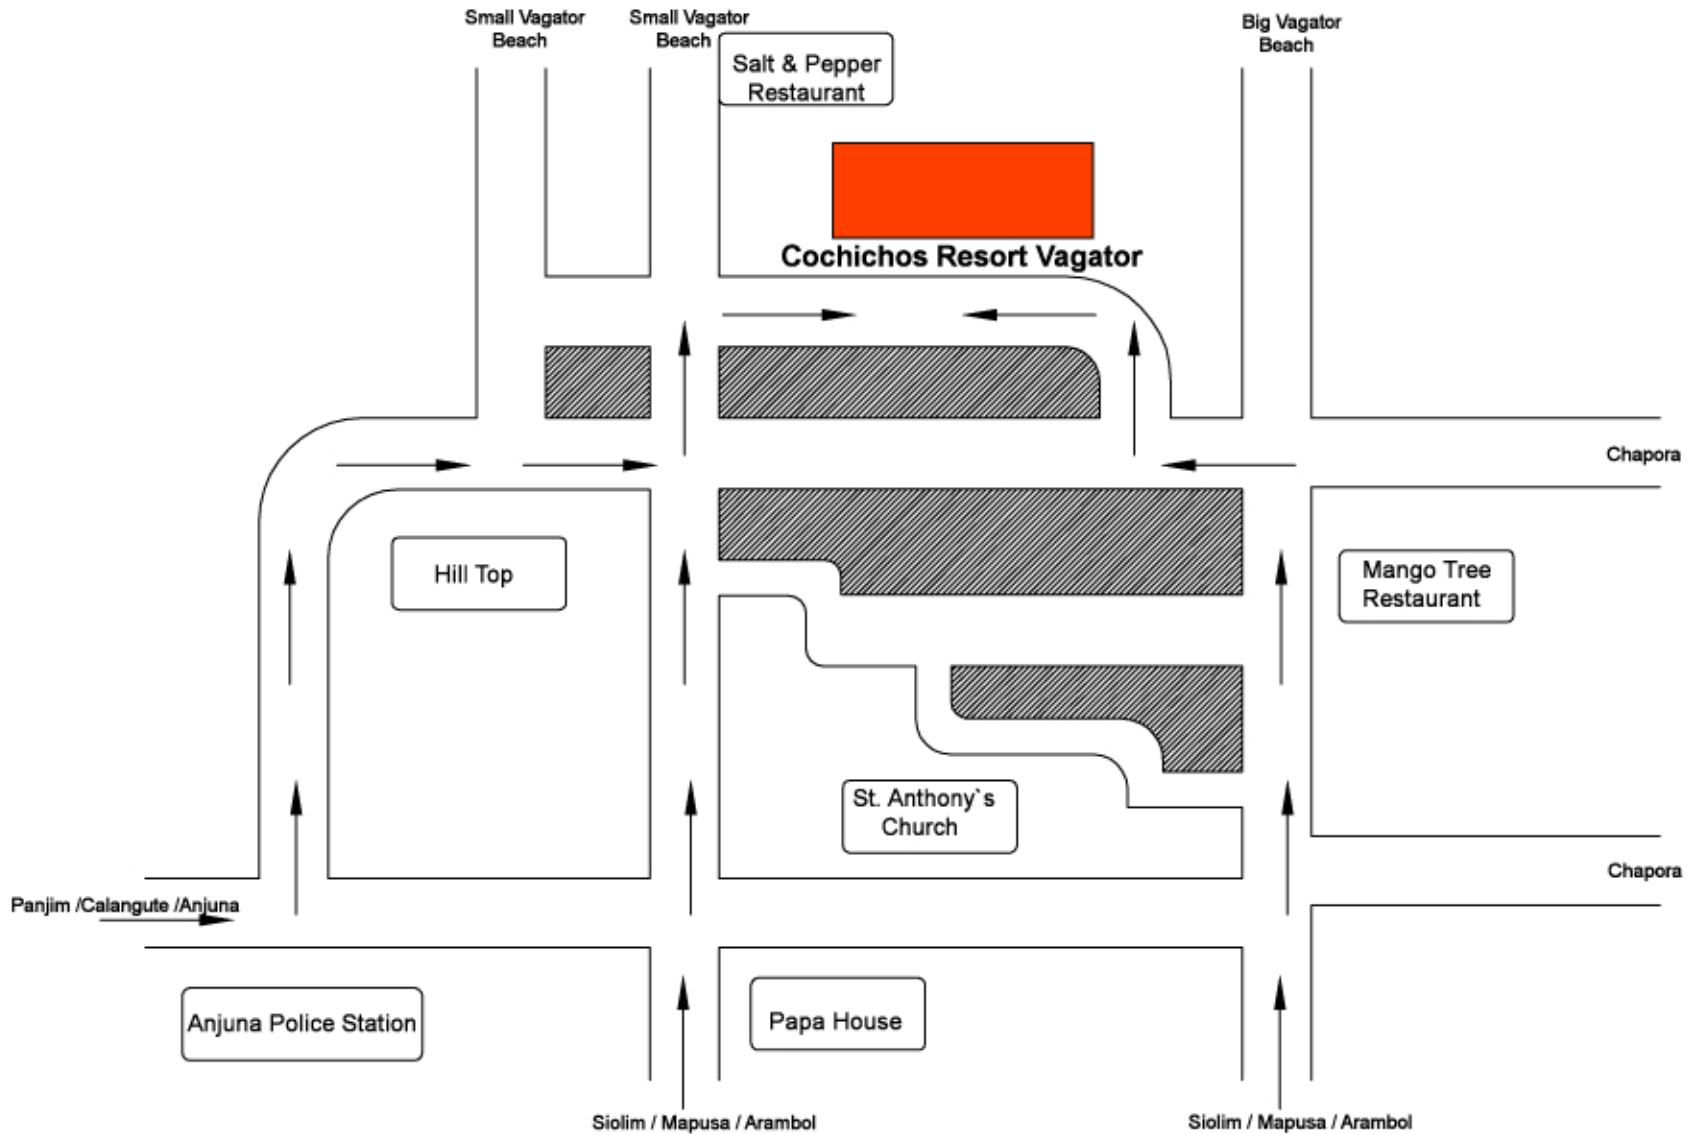 Small Vagator
Beach
Small Vagator
Beach
Big Vagator
Beach
Salt & Pepper
Restaurant
Cochichos Resort Vagator
Chapora
Hill Top
Mango Tree
Restaurant
St. Anthony`s
Church
Chapora
Panjim /Calangute /Anjuna
Anjuna Police Station
Papa House
Siolim / Mapusa / Arambol
Siolim / Mapusa / Arambol